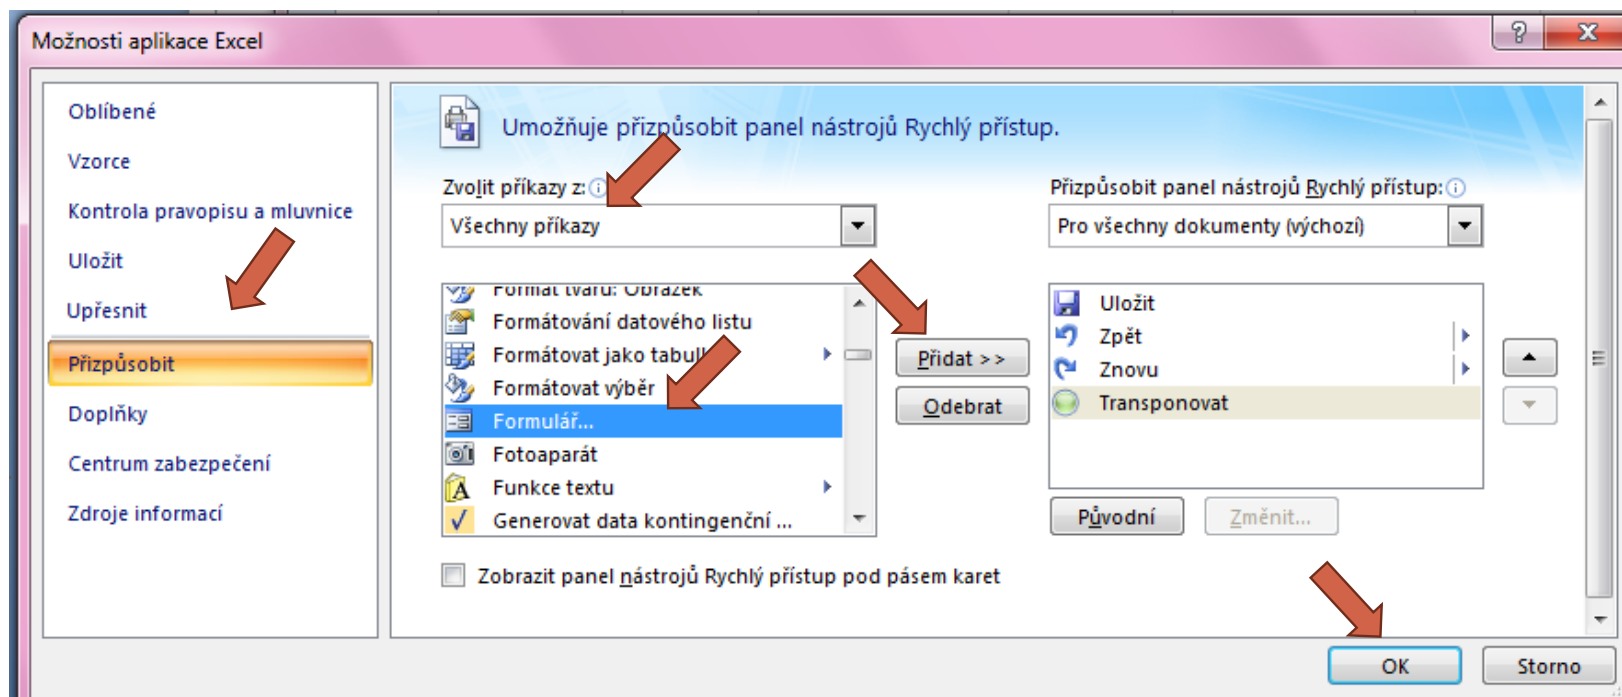 Možnosti aplikace Excel
Oblíbené
Vzorce
Kontrola pravopisu a mluvnice
Uložit
Upřesnit
Přizpůsobit
Doplňky
Centrum zabezpečení
Zdroje informací
Umožňuje přizpůsobit panel nástrojů Rychlý přístup.
Zvolit příkazy z:
Všechny příkazy
Formát tvaru: Obrázek
Formátování datového listu
Formátovat jako
Formátovat výběr
Formulář...
Fotoaparát
Funkce textu
Generovat data kontingenční ...
Zobrazit panel nástrojů Rychlý přístup pod pásem karet
Přidat >>
Odebrat
Přizpůsobit panel nástrojů Rychlý přístup:
Pro všechny dokumenty (výchozí)
Uložit
Zpět
Znovu
Transponovat
Původní
Změnit...
OK
Storno